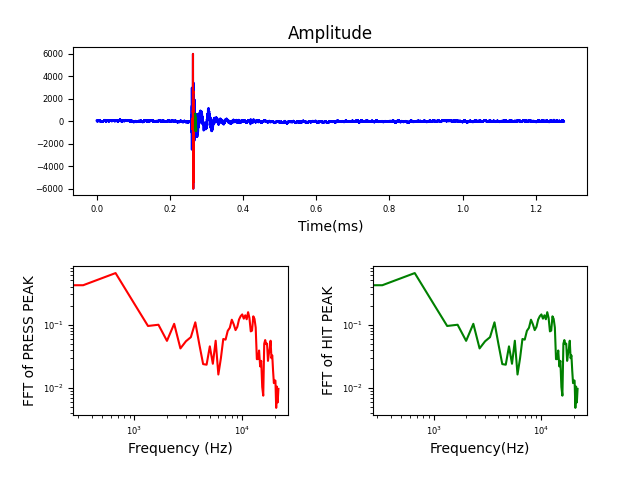 Amplitude
6000
4000
2000
0
−2000
−4000
−6000
0.0 0.2 0.4 0.6 0.8 1.0 1.2
Time(ms)
FFT of PRESS PEAK
10⁻¹
10⁻²
10³ 10⁴
Frequency (Hz)
FFT of HIT PEAK
10⁻¹
10⁻²
10³ 10⁴
Frequency(Hz)